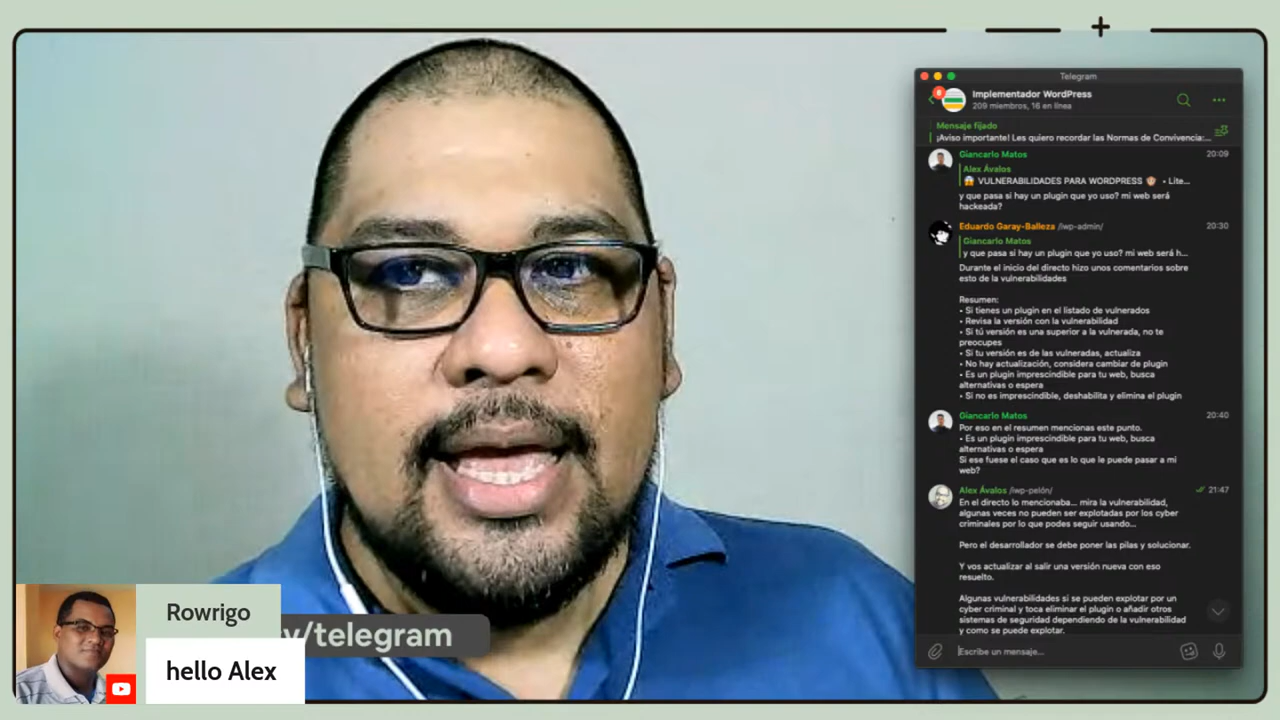 Telegram
Implementador WordPress
209 miembros, 16 en línea
Mensaje fijado
¡Aviso importante! Les quiero recordar las Normas de Convivencia:...
Giancarlo Matos 20:09
Alex Ávalos
VULNERABILIDADES PARA WORDPRESS • Lite...
y que pasa si hay un plugin que yo uso? mi web será
hackeada?
Eduardo Garay-Balleza /iwp-admin/ 20:30
Giancarlo Matos
y que pasa si hay un plugin que yo uso? mi web será h...
Durante el inicio del directo hizo unos comentarios sobre
esto de la vulnerabilidades
Resumen:
• Si tienes un plugin en el listado de vulnerados
• Revisa la versión con la vulnerabilidad
• Si tú versión es una superior a la vulnerada, no te
preocupes
• Si tu versión es de las vulneradas, actualiza
• No hay actualización, considera cambiar de plugin
• Es un plugin imprescindible para tu web, busca
alternativas o espera
• Si no es imprescindible, deshabilita y elimina el plugin
Giancarlo Matos 20:40
Por eso en el resumen mencionas este punto.
• Es un plugin imprescindible para tu web, busca
alternativas o espera
Si ese fuese el caso que es lo que le puede pasar a mi
web?
Alex Ávalos /iwp-pelón/ 21:47
En el directo lo mencionaba... mira la vulnerabilidad,
algunas veces no pueden ser explotadas por los cyber
criminales por lo que podes seguir usando...
Pero el desarrollador se debe poner las pilas y solucionar.
Y vos actualizar al salir una versión nueva con eso
resuelto.
Algunas vulnerabilidades si se pueden explotar por un
cyber criminal y toca eliminar el plugin o añadir otros
sistemas de seguridad dependiendo de la vulnerabilidad
y como se puede explotar.
Escribe un mensaje...
/telegram
Rowrigo
hello Alex